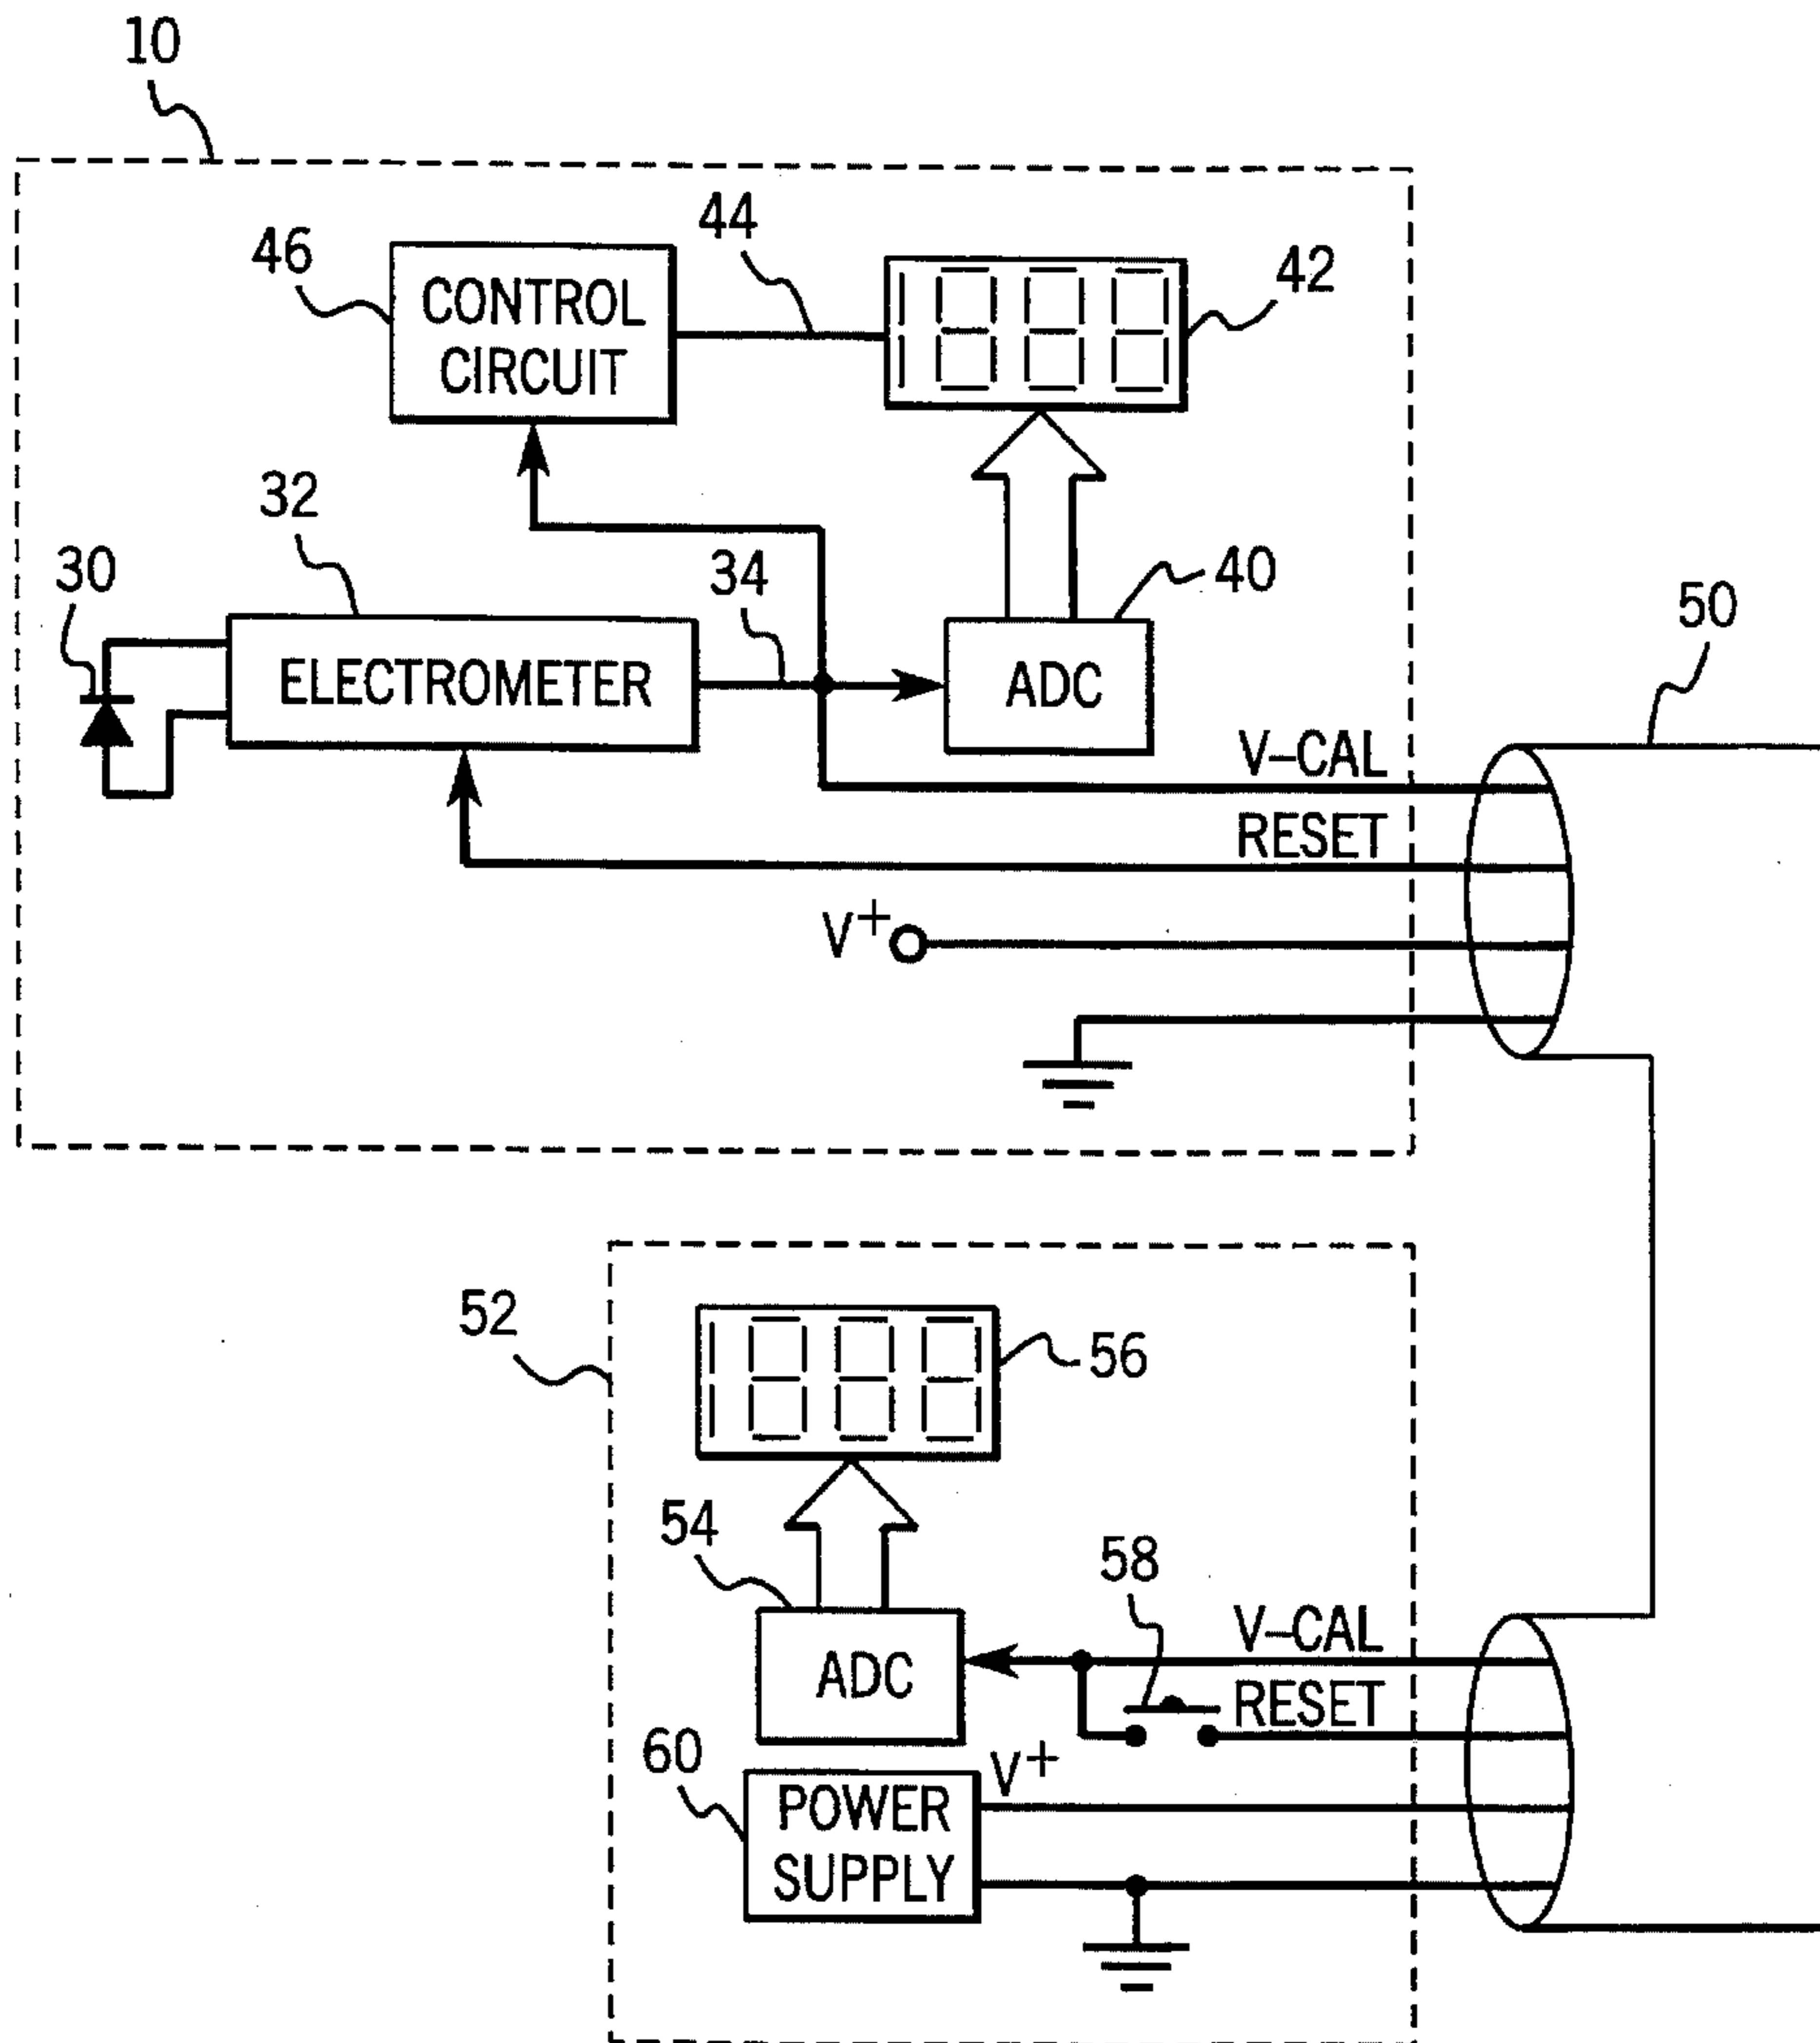 10
46
CONTROL
CIRCUIT
44
42
32
30
ELECTROMETER
34
40
ADC
50
V-CAL
RESET
V+
52
56
54
ADC
58
V-CAL
RESET
60
POWER
SUPPLY
V+